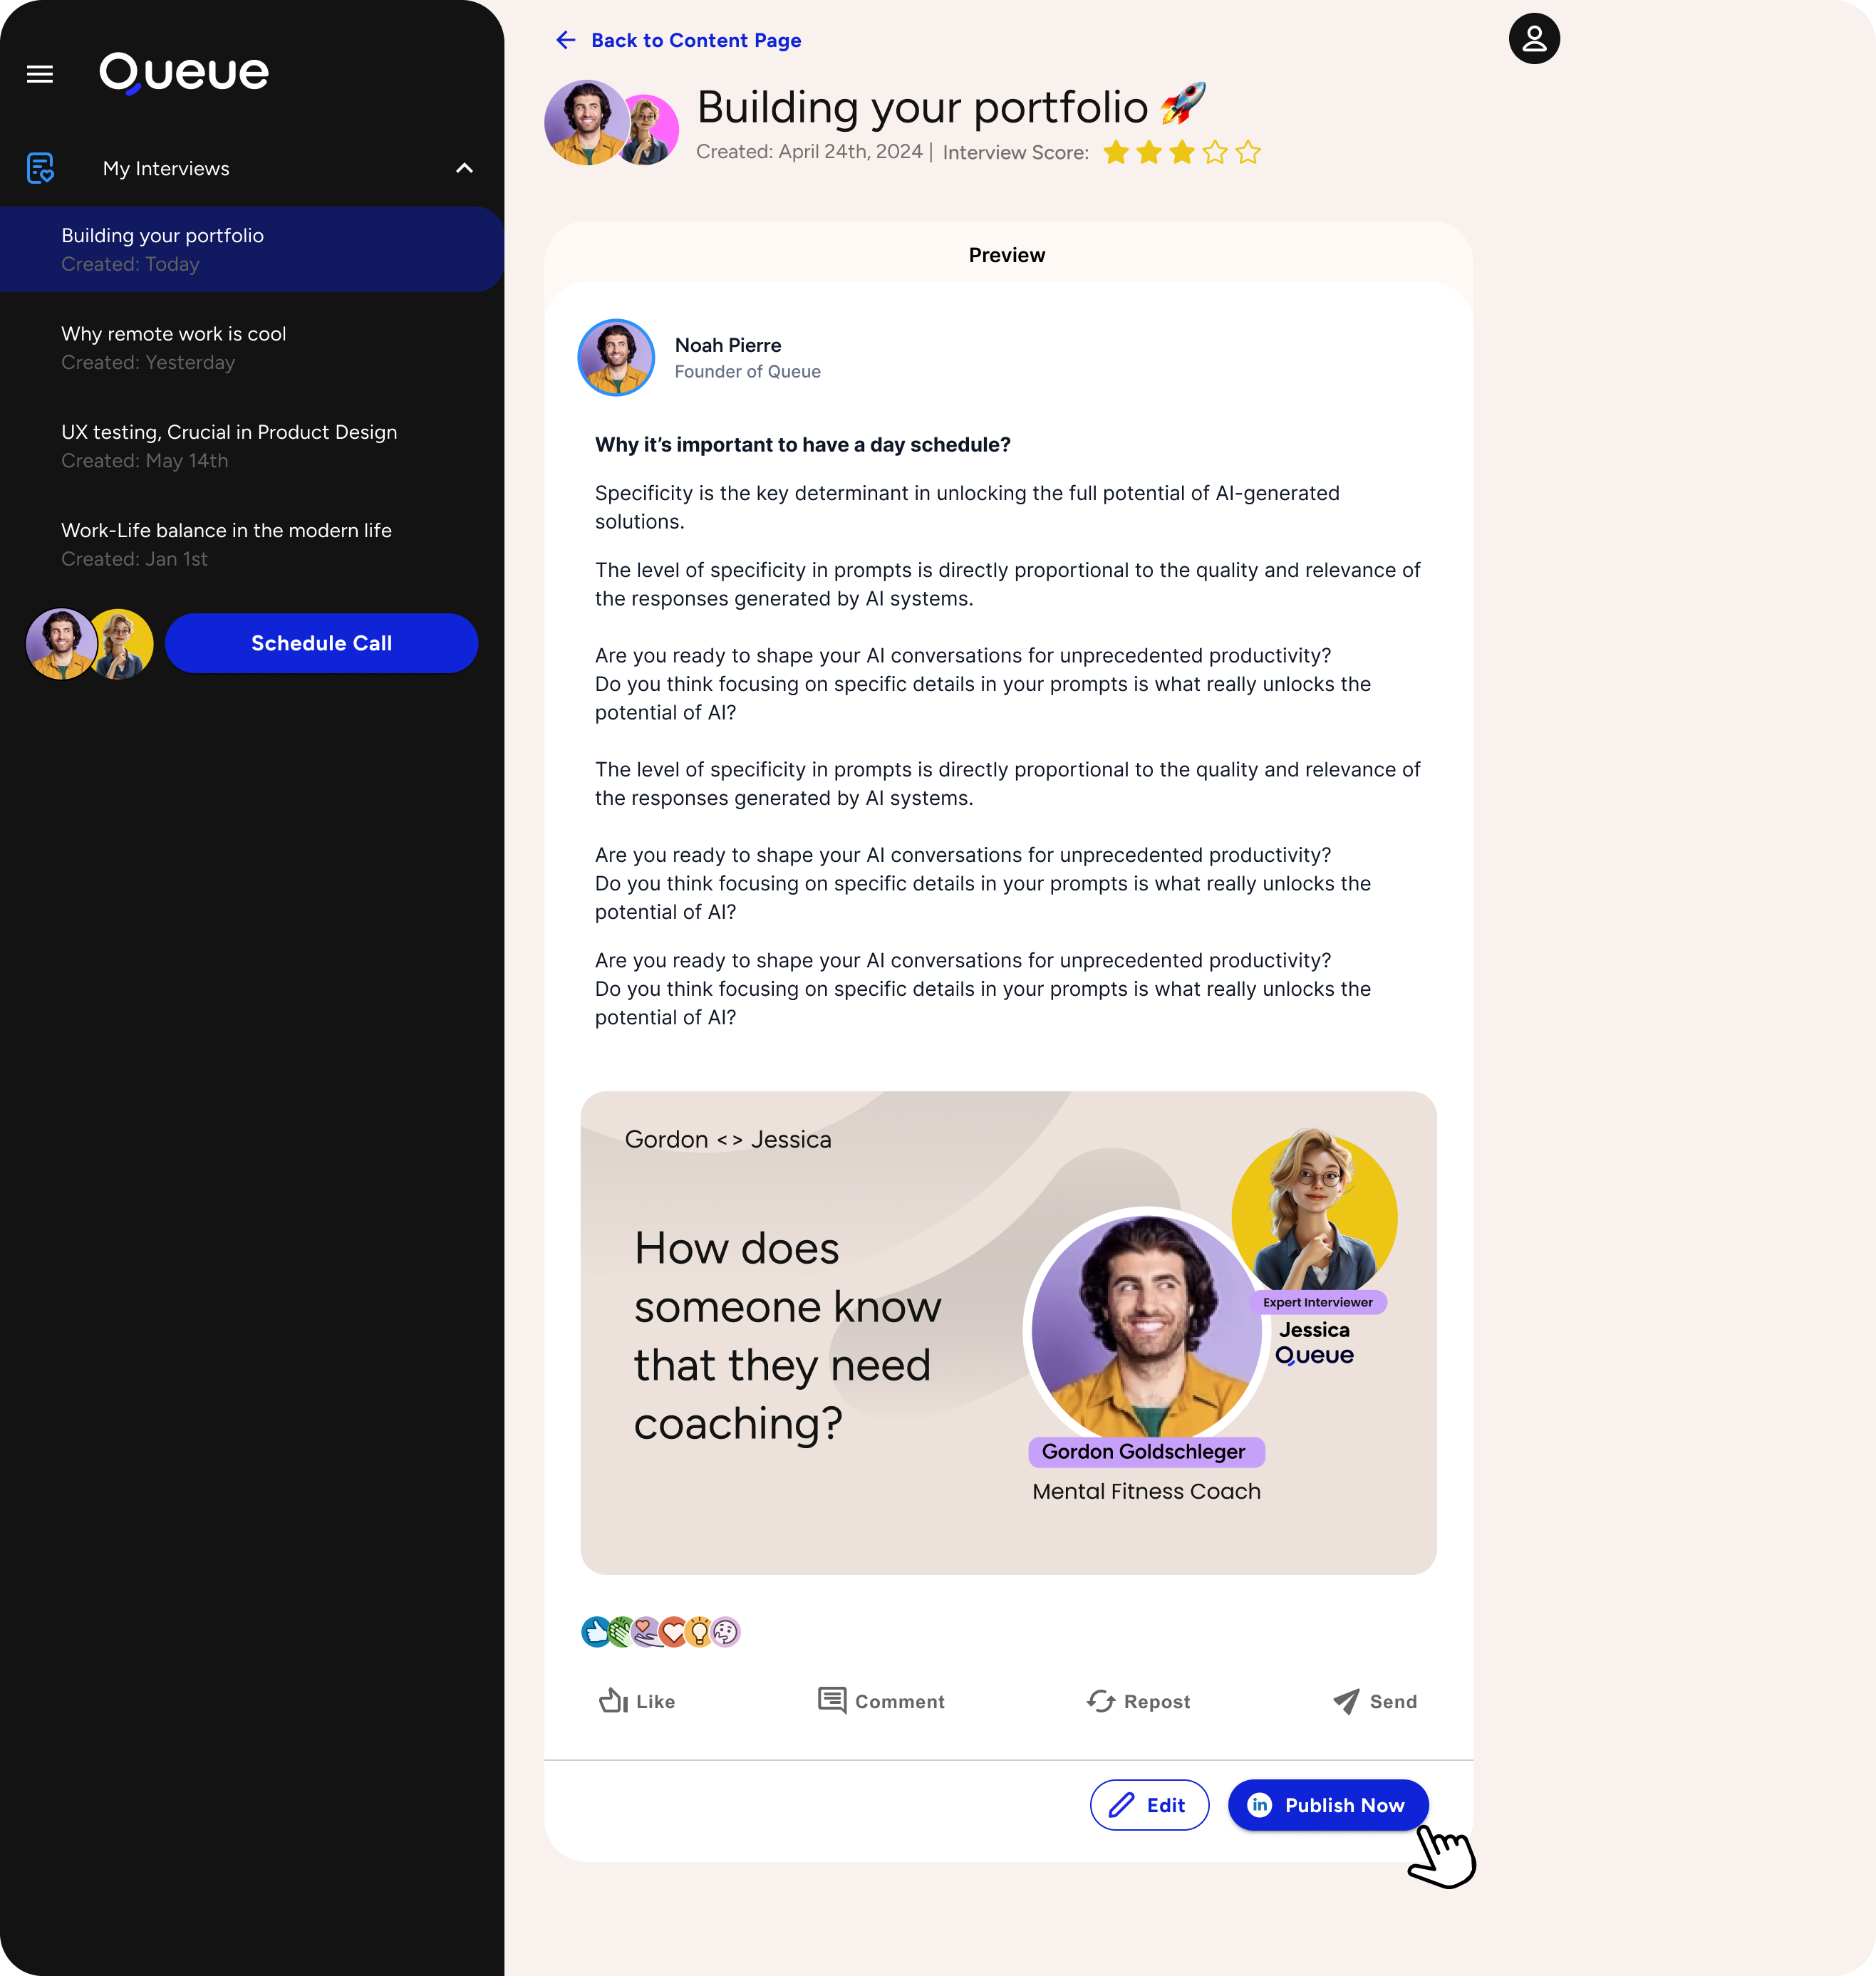 Queue
My Interviews
Building your portfolio
Created: Today
Why remote work is cool
Created: Yesterday
UX testing, Crucial in Product Design
Created: May 14th
Work-Life balance in the modern life
Created: Jan 1st
Schedule Call
Back to Content Page
Building your portfolio 🚀
Created: April 24th, 2024 | Interview Score:
Preview
Noah Pierre
Founder of Queue
Why it’s important to have a day schedule?
Specificity is the key determinant in unlocking the full potential of AI-generated
solutions.
The level of specificity in prompts is directly proportional to the quality and relevance of
the responses generated by AI systems.
Are you ready to shape your AI conversations for unprecedented productivity?
Do you think focusing on specific details in your prompts is what really unlocks the
potential of AI?
The level of specificity in prompts is directly proportional to the quality and relevance of
the responses generated by AI systems.
Are you ready to shape your AI conversations for unprecedented productivity?
Do you think focusing on specific details in your prompts is what really unlocks the
potential of AI?
Are you ready to shape your AI conversations for unprecedented productivity?
Do you think focusing on specific details in your prompts is what really unlocks the
potential of AI?
Gordon <> Jessica
How does
someone know
that they need
coaching?
Expert Interviewer
Jessica
Queue
Gordon Goldschleger
Mental Fitness Coach
Like
Comment
Repost
Send
Edit
in Publish Now